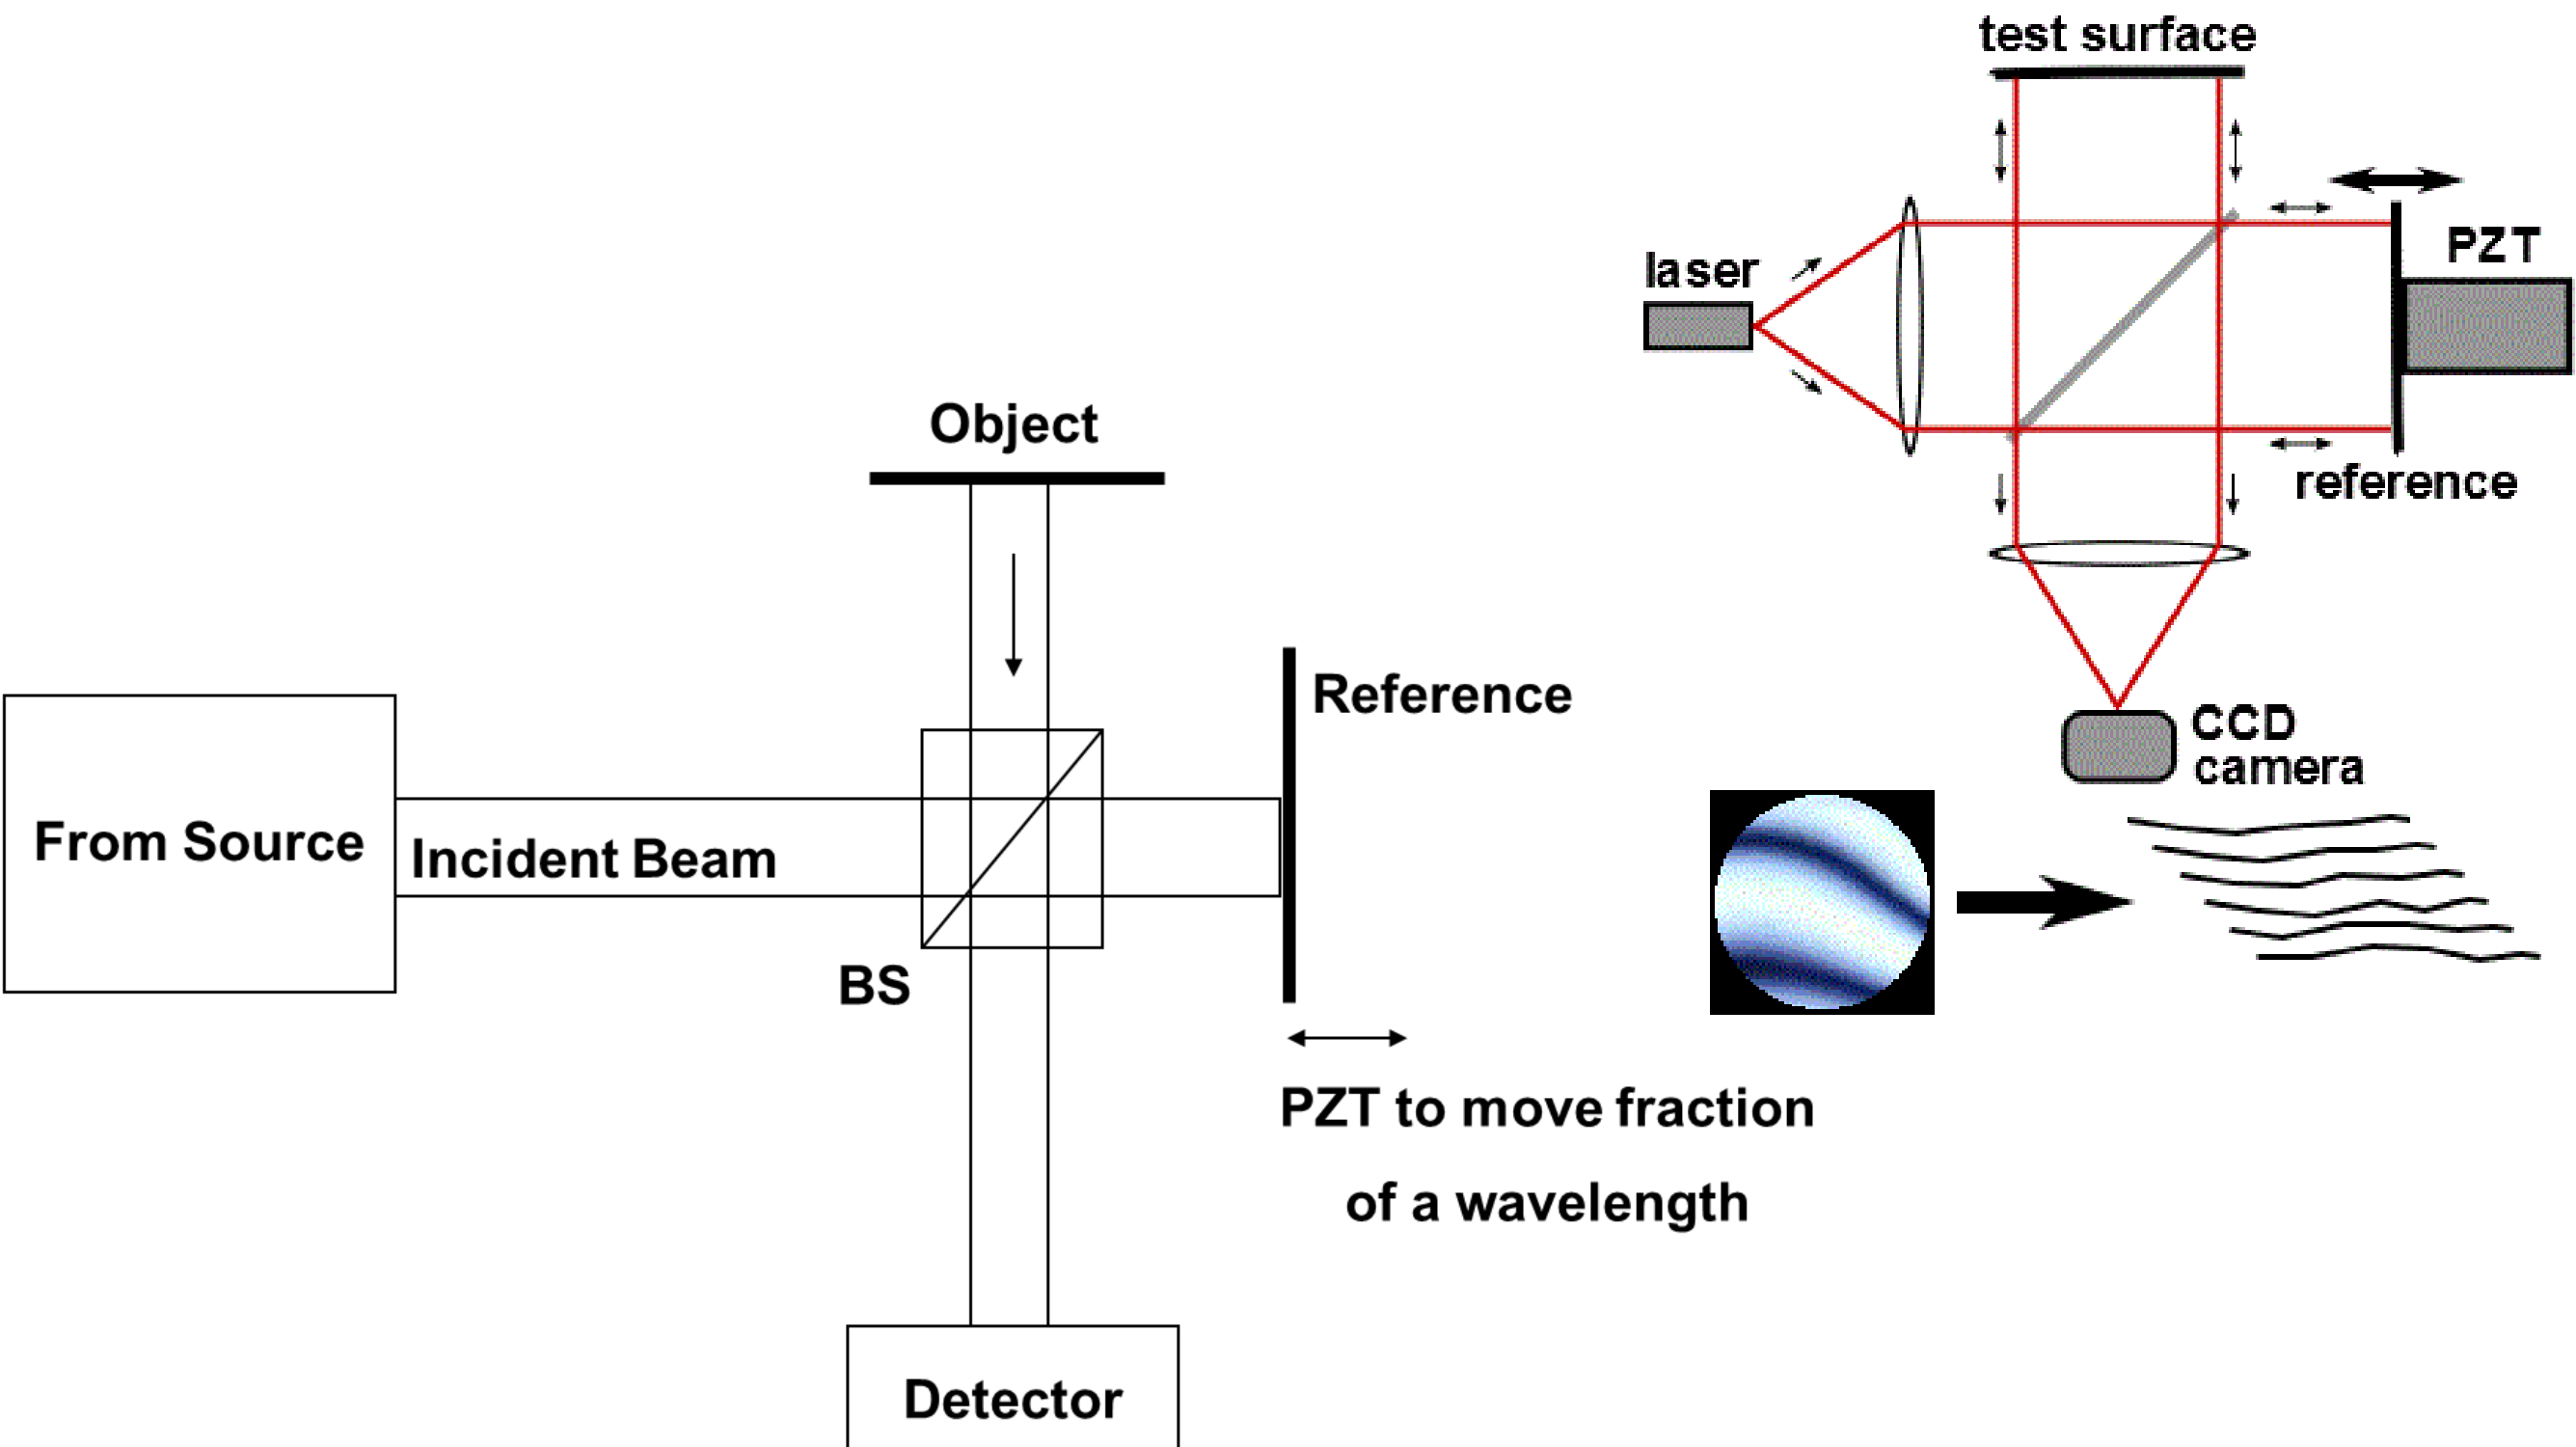 test surface
laser
PZT
reference
CCD
camera
Object
Reference
From Source
Incident Beam
BS
PZT to move fraction
of a wavelength
Detector